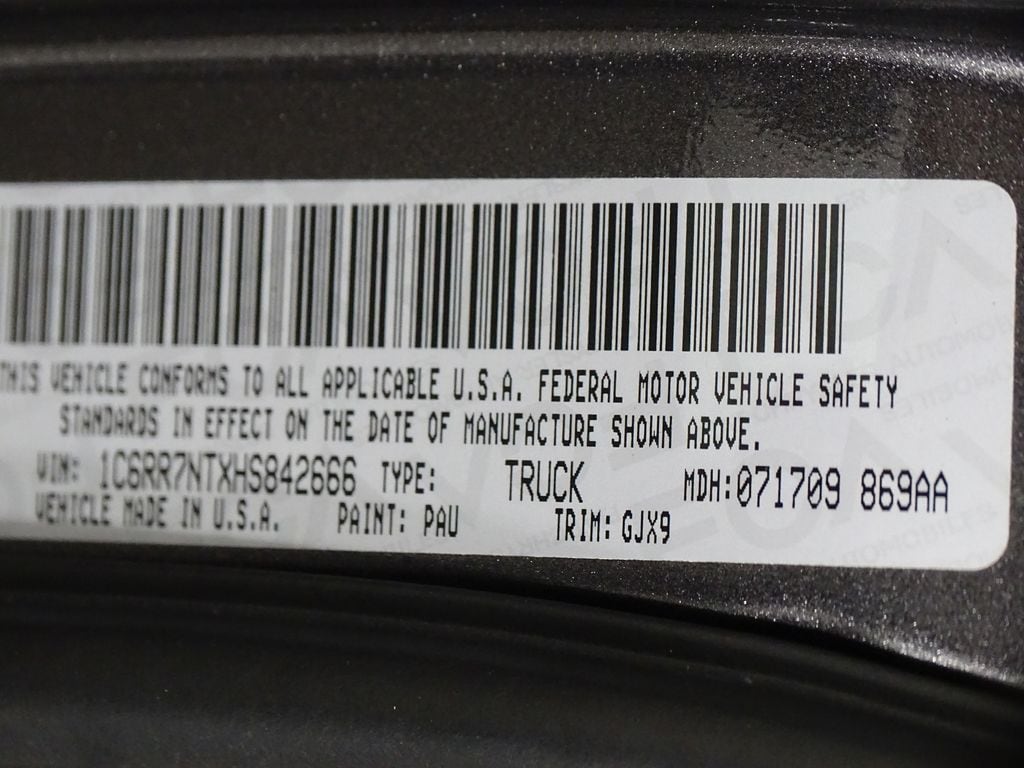 THIS VEHICLE CONFORMS TO ALL APPLICABLE U.S.A. FEDERAL MOTOR VEHICLE SAFETY
STANDARDS IN EFFECT ON THE DATE OF MANUFACTURE SHOWN ABOVE.
VIN: 1C6RR7NTXHS842666 TYPE: TRUCK MDH:071709 869AA
VEHICLE MADE IN U.S.A. PAINT: PAU TRIM: GJX9